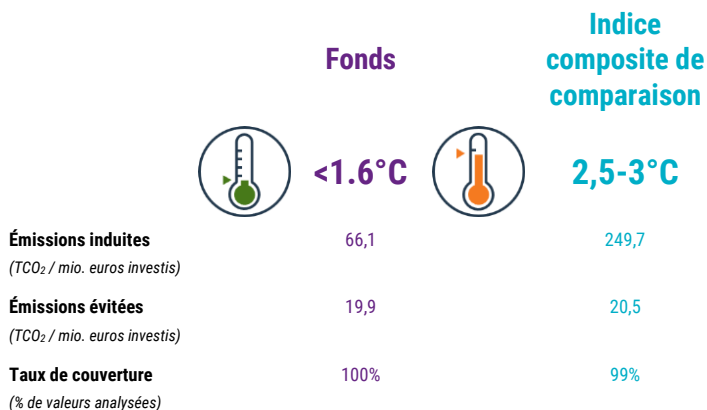 Fonds
Indice
composite de
comparaison
<1.6°C
2,5-3°C
Émissions induites
66,1
249,7
(TCO₂ / mio. euros investis)
Émissions évitées
19,9
20,5
(TCO₂ / mio. euros investis)
Taux de couverture
100%
99%
(% de valeurs analysées)